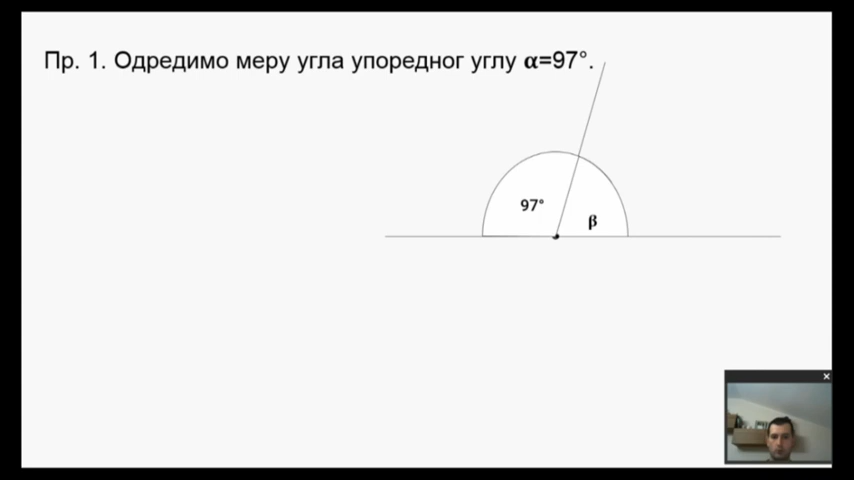 Пр. 1. Одредимо меру угла упоредног углу α=97°.
97°
β